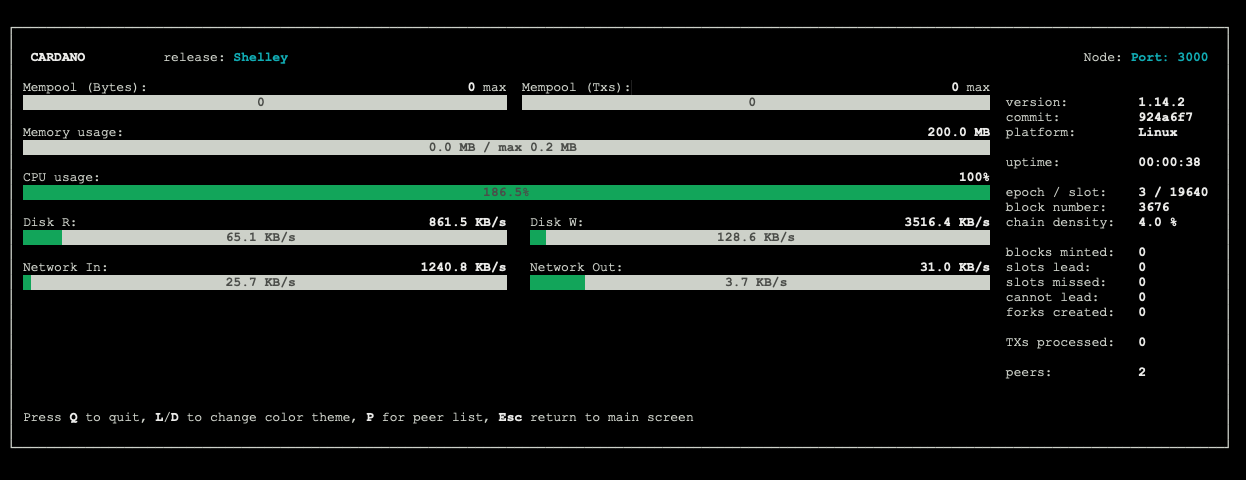 CARDANO release: Shelley Node: Port: 3000
Mempool (Bytes): 0 max Mempool (Txs): 0 max
0 0 version: 1.14.2
commit: 924a6f7
Memory usage: 200.0 MB platform: Linux
0.0 MB / max 0.2 MB
uptime: 00:00:38
CPU usage: 100%
186.5% epoch / slot: 3 / 19640
block number: 3676
Disk R: 861.5 KB/s Disk W: 3516.4 KB/s chain density: 4.0 %
65.1 KB/s 128.6 KB/s
blocks minted: 0
Network In: 1240.8 KB/s Network Out: 31.0 KB/s slots lead: 0
25.7 KB/s 3.7 KB/s slots missed: 0
cannot lead: 0
forks created: 0
TXs processed: 0
peers: 2
Press Q to quit, L/D to change color theme, P for peer list, Esc return to main screen